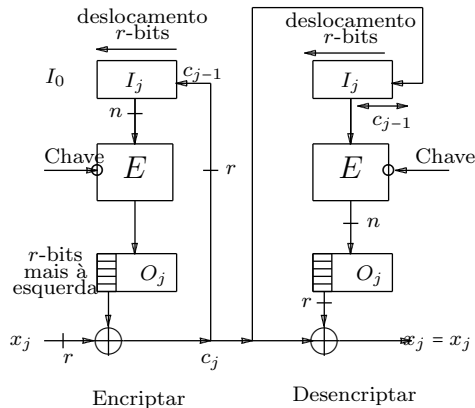 deslocamento
r-bits
I_0
I_j
c_{j-1}
n
Chave
E
r
r-bits
mais à
esquerda
O_j
x_j
r
c_j
Encriptar
deslocamento
r-bits
I_j
c_{j-1}
E
Chave
n
O_j
r
x_j = x_j
Desencriptar